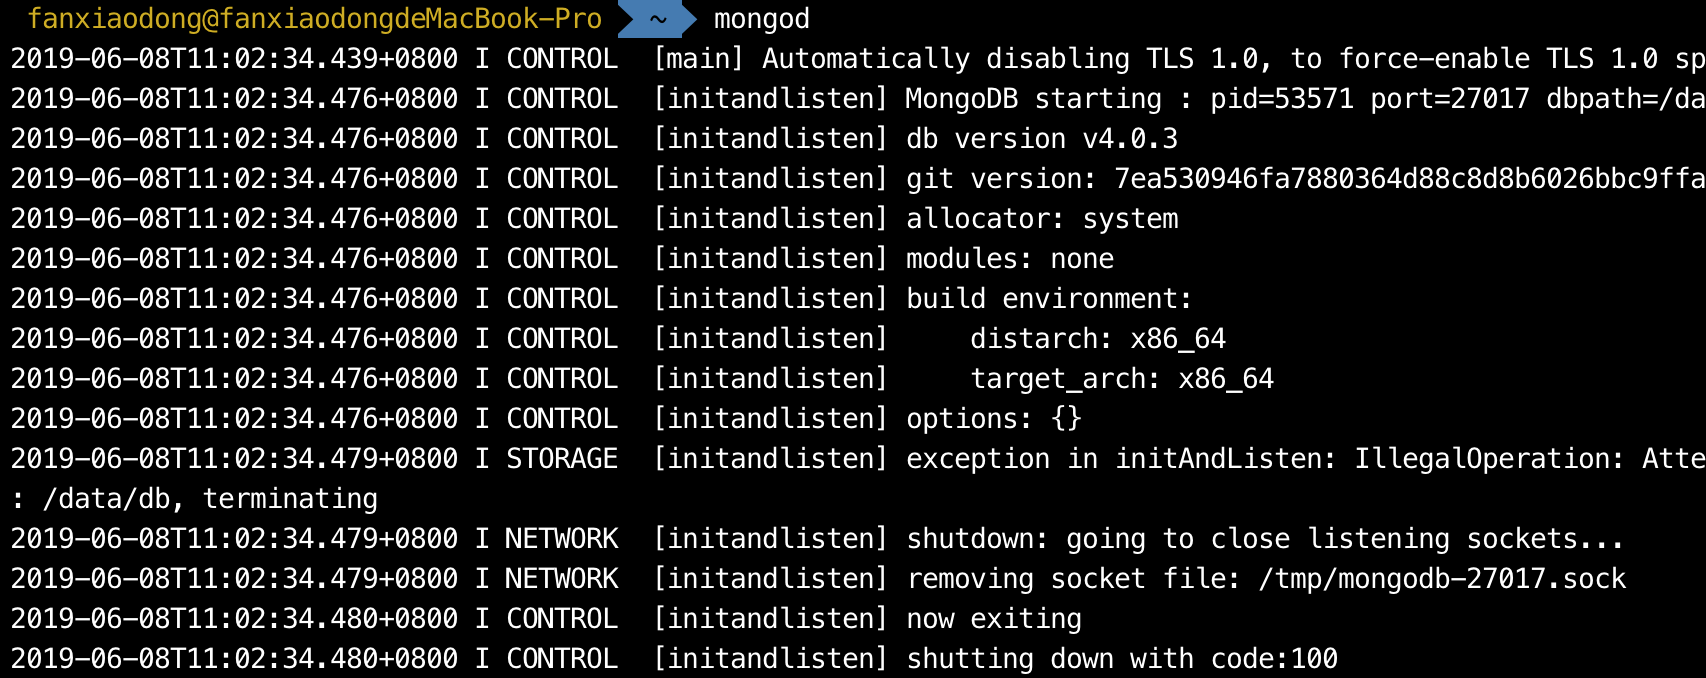 fanxiaodong@fanxiaodongdeMacBook-Pro ~ mongod
2019-06-08T11:02:34.439+0800 I CONTROL  [main] Automatically disabling TLS 1.0, to force-enable TLS 1.0 sp
2019-06-08T11:02:34.476+0800 I CONTROL  [initandlisten] MongoDB starting : pid=53571 port=27017 dbpath=/da
2019-06-08T11:02:34.476+0800 I CONTROL  [initandlisten] db version v4.0.3
2019-06-08T11:02:34.476+0800 I CONTROL  [initandlisten] git version: 7ea530946fa7880364d88c8d8b6026bbc9ffa
2019-06-08T11:02:34.476+0800 I CONTROL  [initandlisten] allocator: system
2019-06-08T11:02:34.476+0800 I CONTROL  [initandlisten] modules: none
2019-06-08T11:02:34.476+0800 I CONTROL  [initandlisten] build environment:
2019-06-08T11:02:34.476+0800 I CONTROL  [initandlisten]     distarch: x86_64
2019-06-08T11:02:34.476+0800 I CONTROL  [initandlisten]     target_arch: x86_64
2019-06-08T11:02:34.476+0800 I CONTROL  [initandlisten] options: {}
2019-06-08T11:02:34.479+0800 I STORAGE  [initandlisten] exception in initAndListen: IllegalOperation: Atte
: /data/db, terminating
2019-06-08T11:02:34.479+0800 I NETWORK  [initandlisten] shutdown: going to close listening sockets...
2019-06-08T11:02:34.479+0800 I NETWORK  [initandlisten] removing socket file: /tmp/mongodb-27017.sock
2019-06-08T11:02:34.480+0800 I CONTROL  [initandlisten] now exiting
2019-06-08T11:02:34.480+0800 I CONTROL  [initandlisten] shutting down with code:100